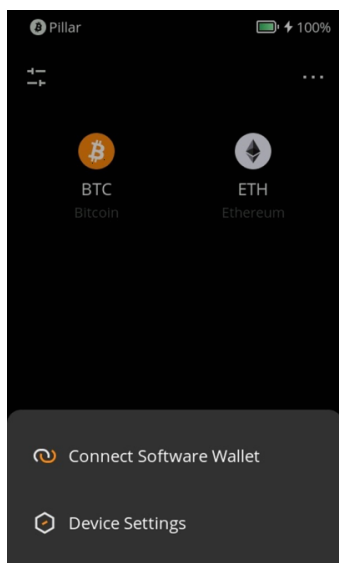 Pillar 100%
BTC ETH
Bitcoin Ethereum
Connect Software Wallet
Device Settings